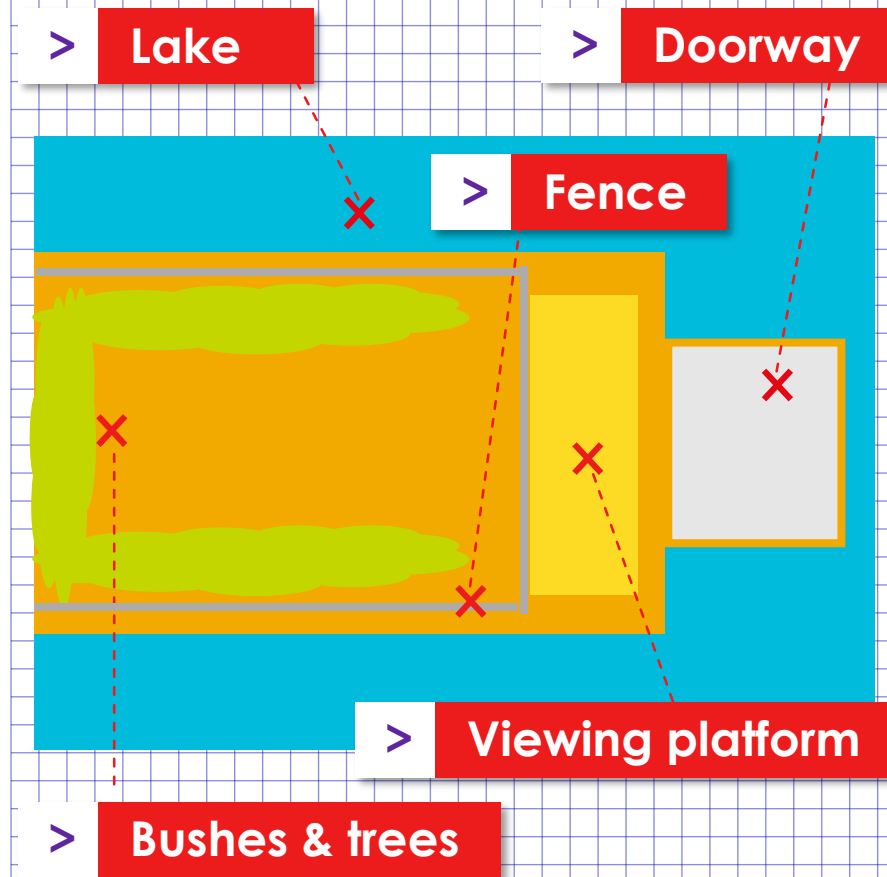 > Lake
> Doorway
> Fence
> Viewing platform
> Bushes & trees